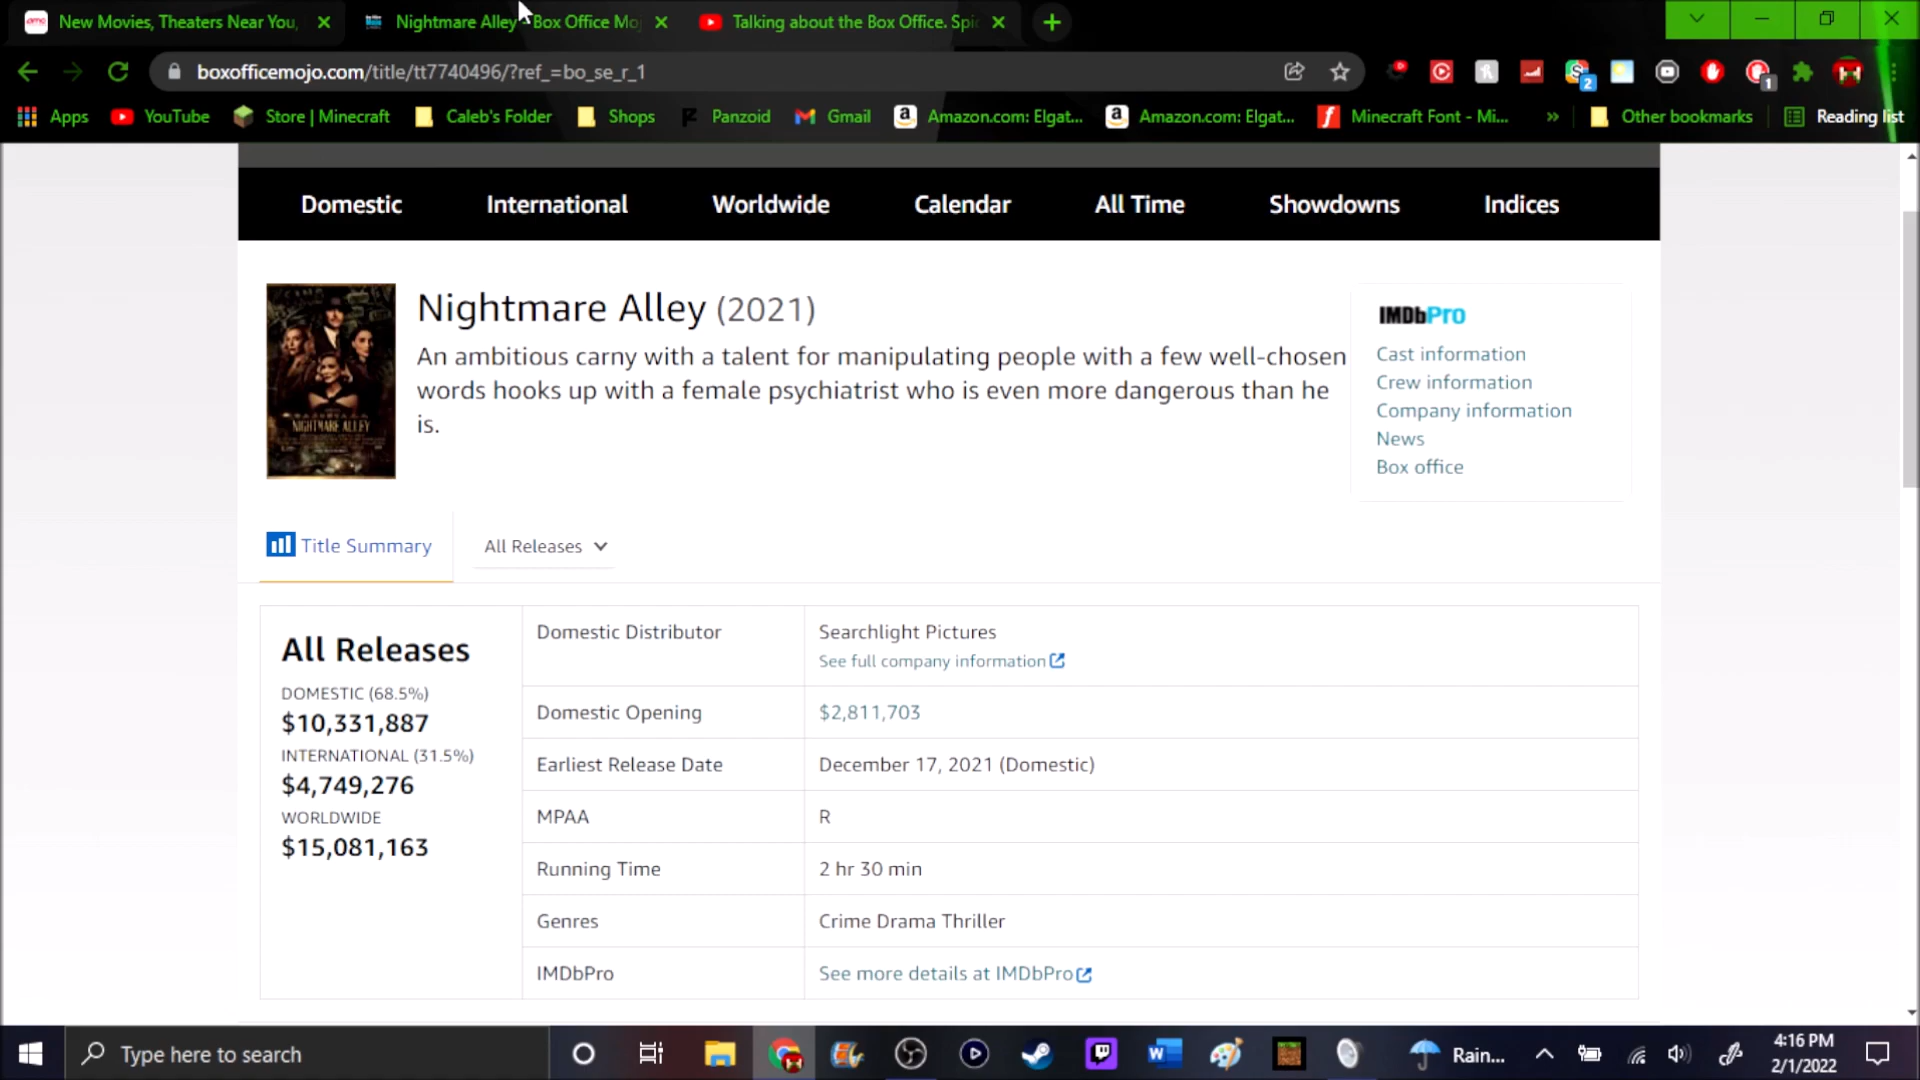 New Movies, Theaters Near You,
Nightmare Alley - Box Office Mo
Talking about the Box Office. Spi
boxofficemojo.com/title/tt7740496/?ref_=bo_se_r_1
2
1
Apps
YouTube
Store | Minecraft
Caleb's Folder
Shops
Panzoid
Gmail
Amazon.com: Elgat...
Amazon.com: Elgat...
Minecraft Font - Mi...
»
Other bookmarks
Reading list
Domestic
International
Worldwide
Calendar
All Time
Showdowns
Indices
NIGHTMARE ALLEY
Nightmare Alley (2021)
An ambitious carny with a talent for manipulating people with a few well-chosen
words hooks up with a female psychiatrist who is even more dangerous than he
is.
IMDbPro
Cast information
Crew information
Company information
News
Box office
Title Summary
All Releases
All Releases
DOMESTIC (68.5%)
$10,331,887
INTERNATIONAL (31.5%)
$4,749,276
WORLDWIDE
$15,081,163
Domestic Distributor
Searchlight Pictures
See full company information
Domestic Opening
$2,811,703
Earliest Release Date
December 17, 2021 (Domestic)
MPAA
R
Running Time
2 hr 30 min
Genres
Crime Drama Thriller
IMDbPro
See more details at IMDbPro
Type here to search
Rain...
4:16 PM
2/1/2022